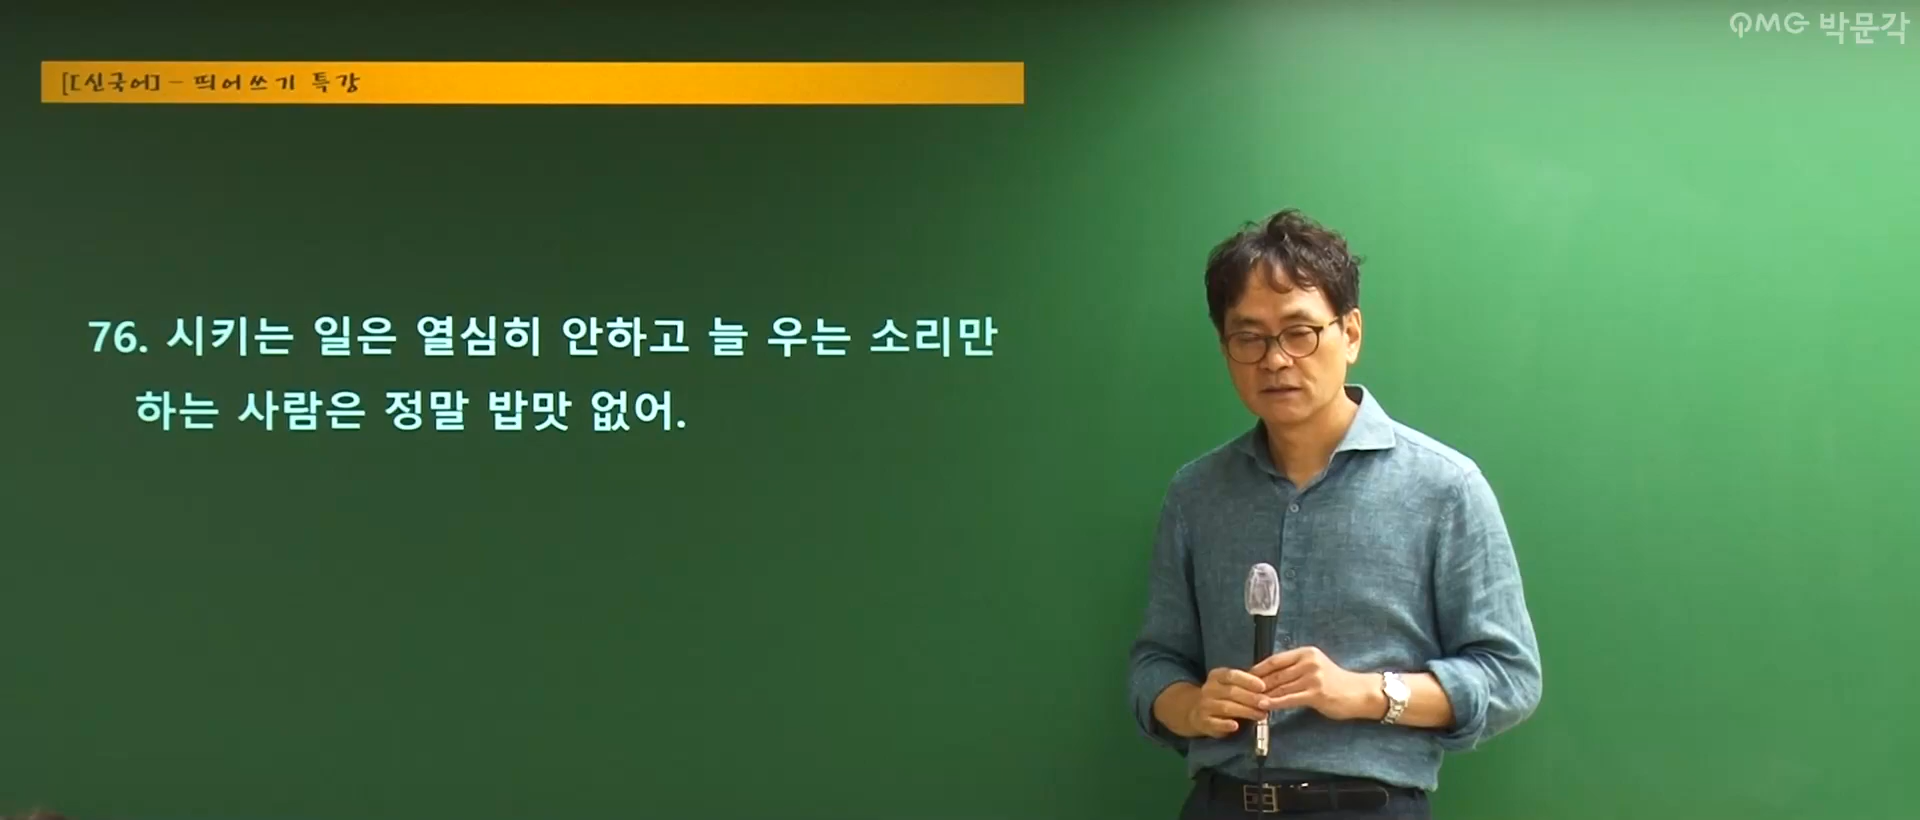 PMG 박문각
[[신국어] - 띄어쓰기 특강
76. 시키는 일은 열심히 안하고 늘 우는 소리만
하는 사람은 정말 밥맛 없어.